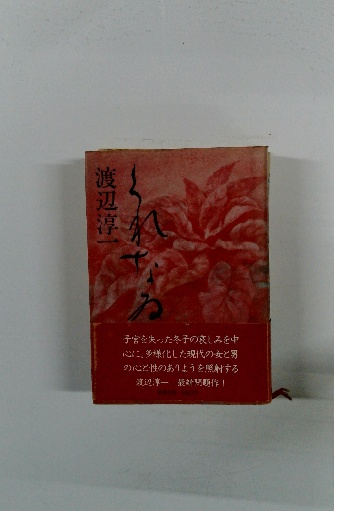 くれなゐ
渡辺淳一
子宮を失った冬子の哀しみを中
心に、多様化した現代の女と男
の心と性のありようを照射する
渡辺淳一 最新問題作!